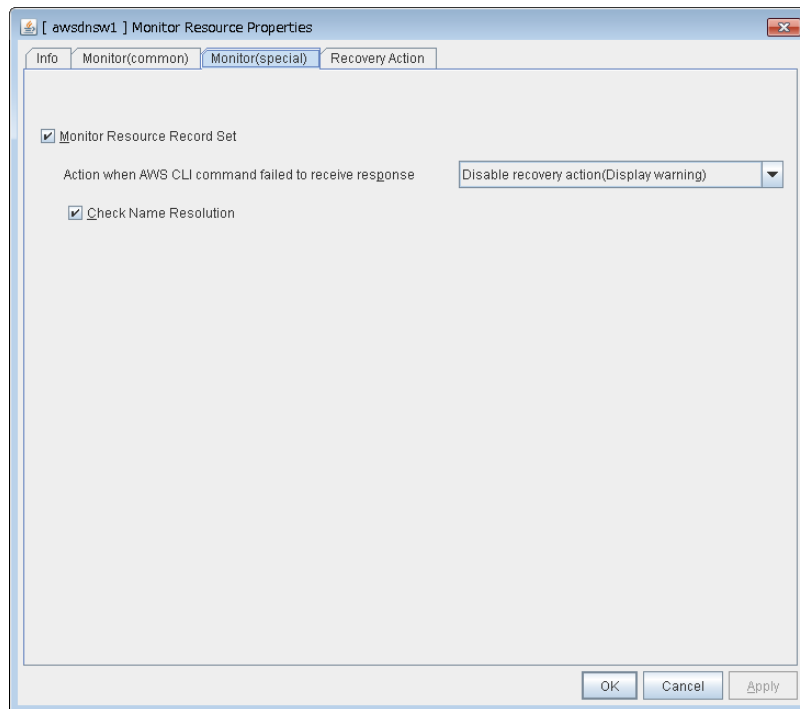 [ awsdnsw1 ] Monitor Resource Properties
Info Monitor(common) Monitor(special) Recovery Action
Monitor Resource Record Set
Action when AWS CLI command failed to receive response Disable recovery action(Display warning)
Check Name Resolution
OK Cancel Apply